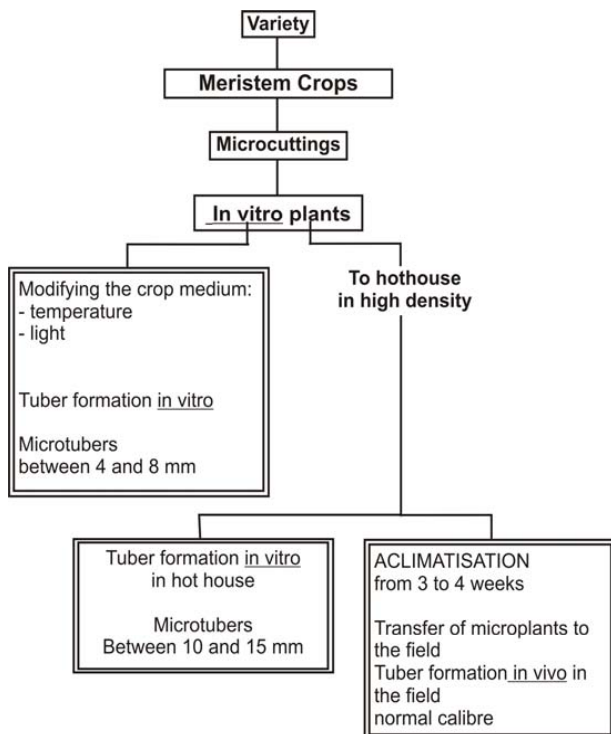 Variety
Meristem Crops
Microcuttings
In vitro plants
Modifying the crop medium:
- temperature
- light
Tuber formation in vitro
Microtubers
between 4 and 8 mm
To hothouse
in high density
Tuber formation in vitro
in hot house
Microtubers
Between 10 and 15 mm
ACLIMATISATION
from 3 to 4 weeks
Transfer of microplants to
the field
Tuber formation in vivo in
the field
normal calibre